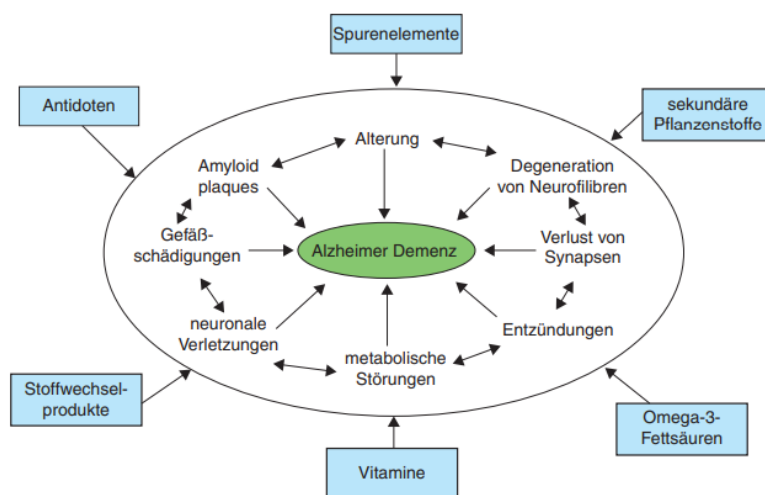 Spurenelemente
Antidoten
sekundäre
Pflanzenstoffe
Alterung
Amyloid
plaques
Degeneration
von Neurofilibren
Gefäß-
schädigungen
Alzheimer Demenz
Verlust von
Synapsen
neuronale
Verletzungen
Entzündungen
metabolische
Störungen
Stoffwechsel-
produkte
Omega-3-
Fettsäuren
Vitamine